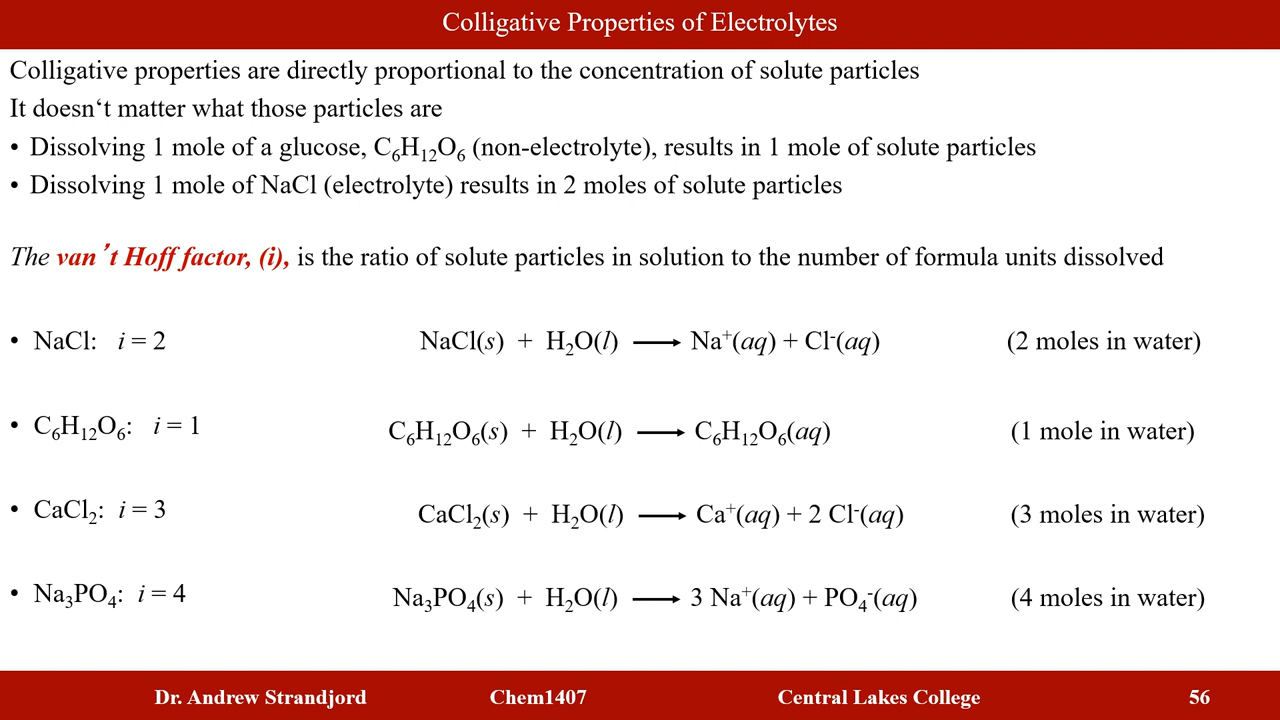 Colligative Properties of Electrolytes
Colligative properties are directly proportional to the concentration of solute particles
It doesn‘t matter what those particles are
• Dissolving 1 mole of a glucose, C₆H₁₂O₆ (non-electrolyte), results in 1 mole of solute particles
• Dissolving 1 mole of NaCl (electrolyte) results in 2 moles of solute particles
The van’t Hoff factor, (i), is the ratio of solute particles in solution to the number of formula units dissolved
• NaCl: i = 2 NaCl(s) + H₂O(l) ⟶ Na⁺(aq) + Cl⁻(aq) (2 moles in water)
• C₆H₁₂O₆: i = 1 C₆H₁₂O₆(s) + H₂O(l) ⟶ C₆H₁₂O₆(aq) (1 mole in water)
• CaCl₂: i = 3 CaCl₂(s) + H₂O(l) ⟶ Ca⁺(aq) + 2 Cl⁻(aq) (3 moles in water)
• Na₃PO₄: i = 4 Na₃PO₄(s) + H₂O(l) ⟶ 3 Na⁺(aq) + PO₄⁻(aq) (4 moles in water)
Dr. Andrew Strandjord Chem1407 Central Lakes College 56